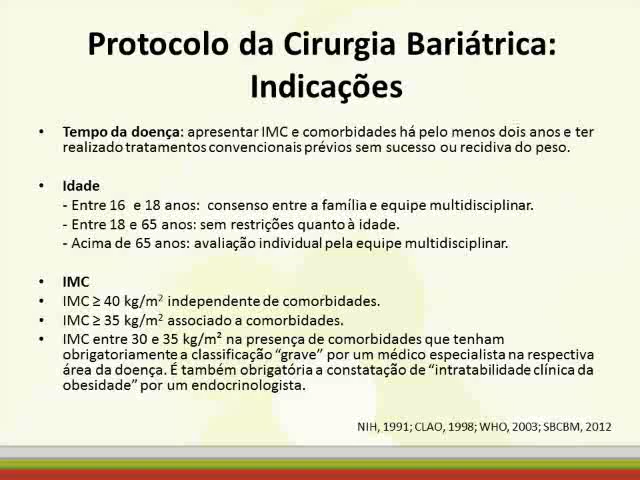 Protocolo da Cirurgia Bariátrica:
Indicações
• Tempo da doença: apresentar IMC e comorbidades há pelo menos dois anos e ter
realizado tratamentos convencionais prévios sem sucesso ou recidiva do peso.
• Idade
- Entre 16 e 18 anos: consenso entre a família e equipe multidisciplinar.
- Entre 18 e 65 anos: sem restrições quanto à idade.
- Acima de 65 anos: avaliação individual pela equipe multidisciplinar.
• IMC
• IMC ≥ 40 kg/m² independente de comorbidades.
• IMC ≥ 35 kg/m² associado a comorbidades.
• IMC entre 30 e 35 kg/m² na presença de comorbidades que tenham
obrigatoriamente a classificação “grave” por um médico especialista na respectiva
área da doença. É também obrigatória a constatação de “intratabilidade clínica da
obesidade” por um endocrinologista.
NIH, 1991; CLAO, 1998; WHO, 2003; SBCBM, 2012